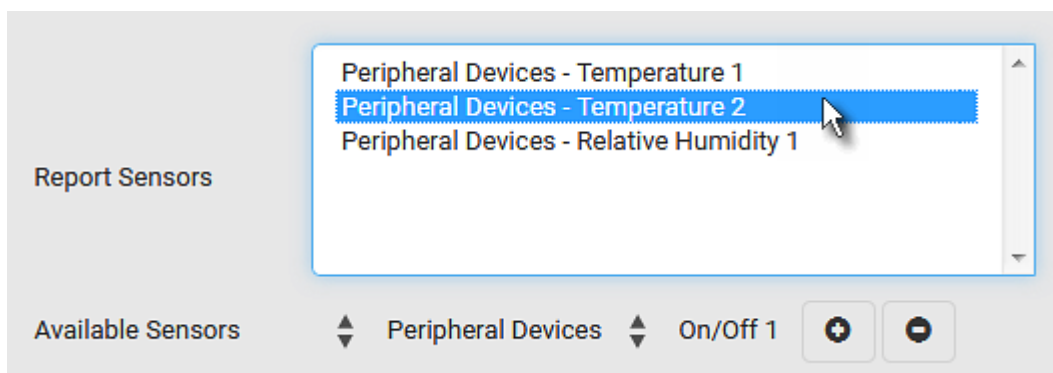 Peripheral Devices - Temperature 1
Peripheral Devices - Temperature 2
Peripheral Devices - Relative Humidity 1
Report Sensors
Available Sensors Peripheral Devices On/Off 1